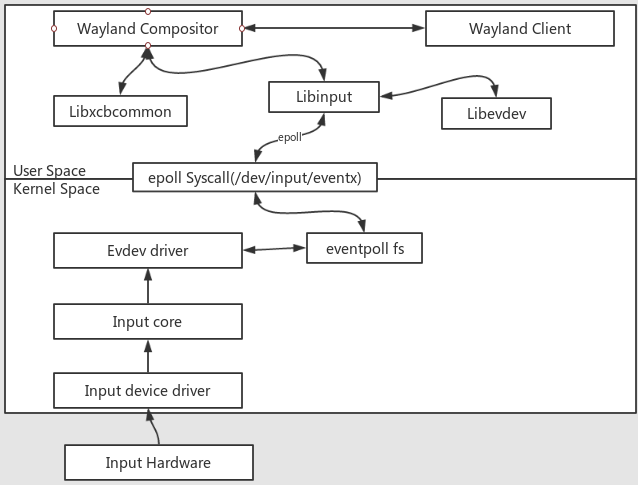 Wayland Compositor
Wayland Client
Libxcbcommon
Libinput
Libevdev
epoll
User Space
epoll Syscall(/dev/input/eventx)
Kernel Space
Evdev driver
eventpoll fs
Input core
Input device driver
Input Hardware